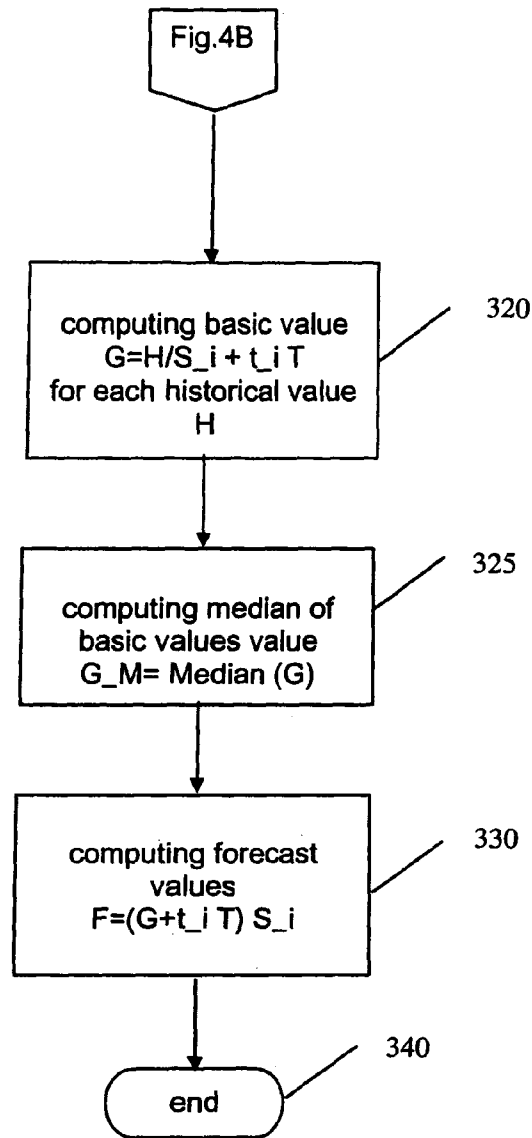 Fig.4B
computing basic value
G=H/S_i + t_i T
for each historical value
H
320
computing median of
basic values value
G_M= Median (G)
325
computing forecast
values
F=(G+t_i T) S_i
330
end
340